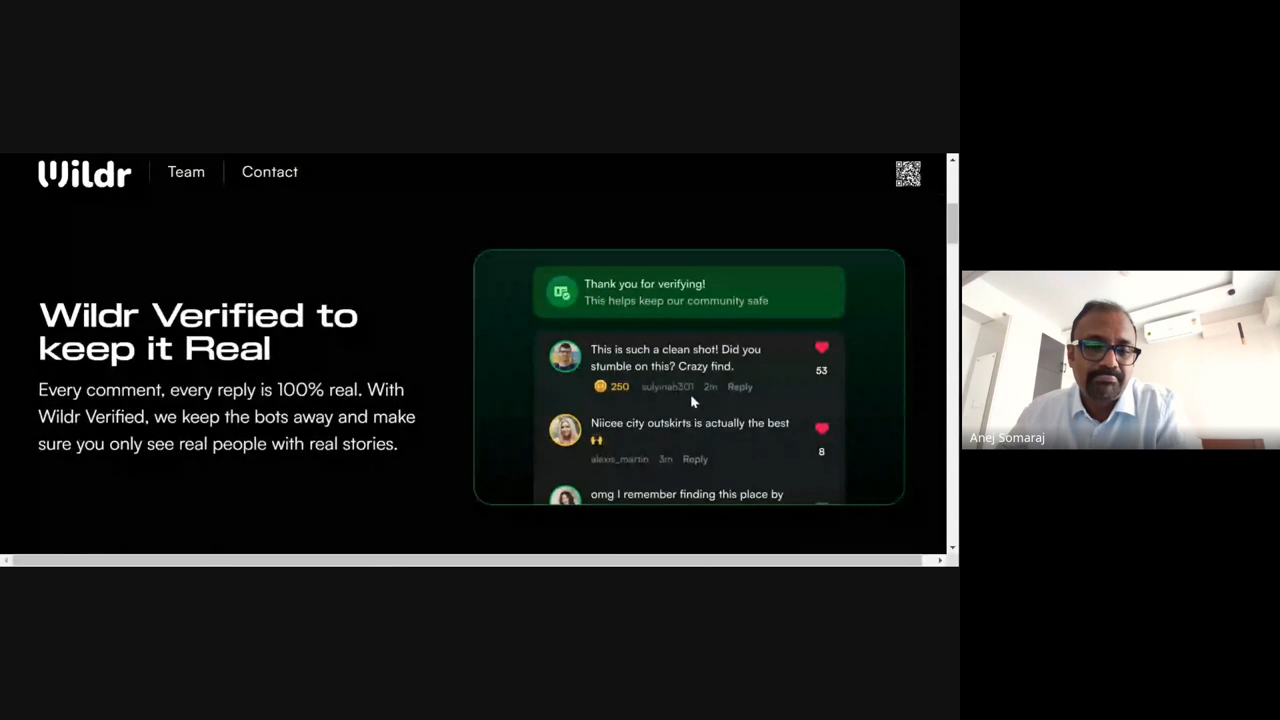 Wildr
Team
Contact
Wildr Verified to
keep it Real
Every comment, every reply is 100% real. With
Wildr Verified, we keep the bots away and make
sure you only see real people with real stories.
Thank you for verifying!
This helps keep our community safe
This is such a clean shot! Did you
stumble on this? Crazy find.
53
250 sulyinah301 2m Reply
Niicee city outskirts is actually the best
8
alexis_martin 3m Reply
omg I remember finding this place by
Anej Somaraj